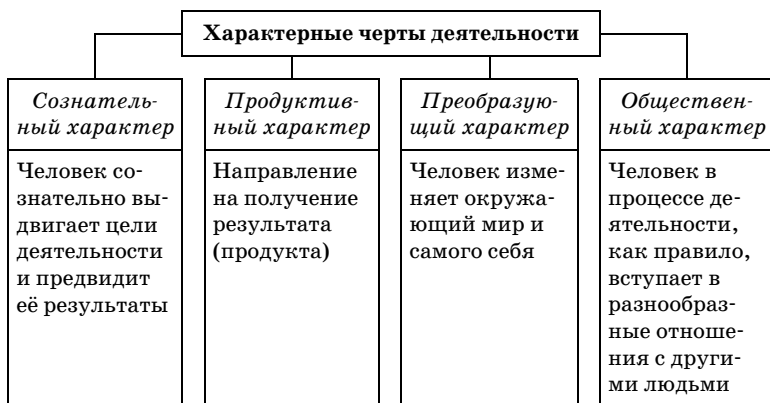 Характерные черты деятельности
Сознатель-
ный характер
Человек со-
знательно вы-
двигает цели
деятельности
и предвидит
её результаты
Продуктив-
ный характер
Направление
на получение
результата
(продукта)
Преобразую-
щий характер
Человек изме-
няет окружа-
ющий мир и
самого себя
Обществен-
ный характер
Человек в
процессе де-
ятельности,
как правило,
вступает в
разнообраз-
ные отноше-
ния с други-
ми людьми